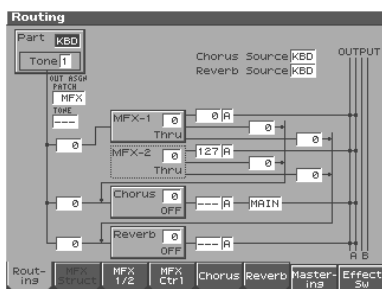 Routing
Part KBD
Tone 1
Chorus Source KBD
Reverb Source KBD
OUTPUT
OUT ASGN
PATCH
MFX
TONE
---
0 MFX-1 0 0 A
Thru 0
0
MFX-2 0 127 A
Thru 0
0
0 Chorus 0
OFF --- A MAIN
0 Reverb 0
OFF --- A
A B
Rout-
ing
MFX
Struct
MFX
1/2
MFX
Ctrl
Chorus
Reverb
Master-
ing
Effect
Sw